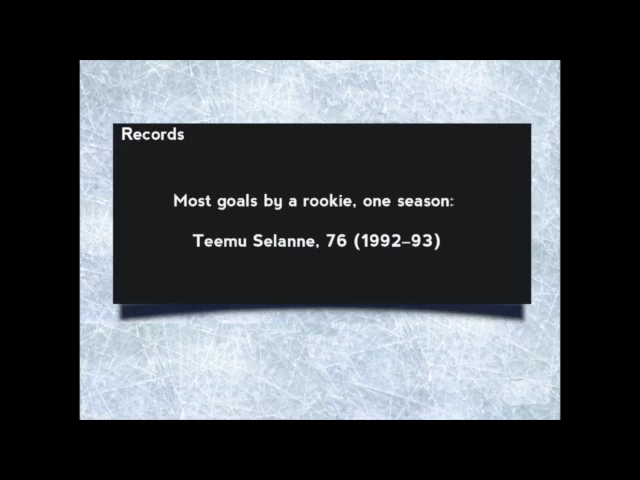 Records
Most goals by a rookie, one season:
Teemu Selanne, 76 (1992–93)